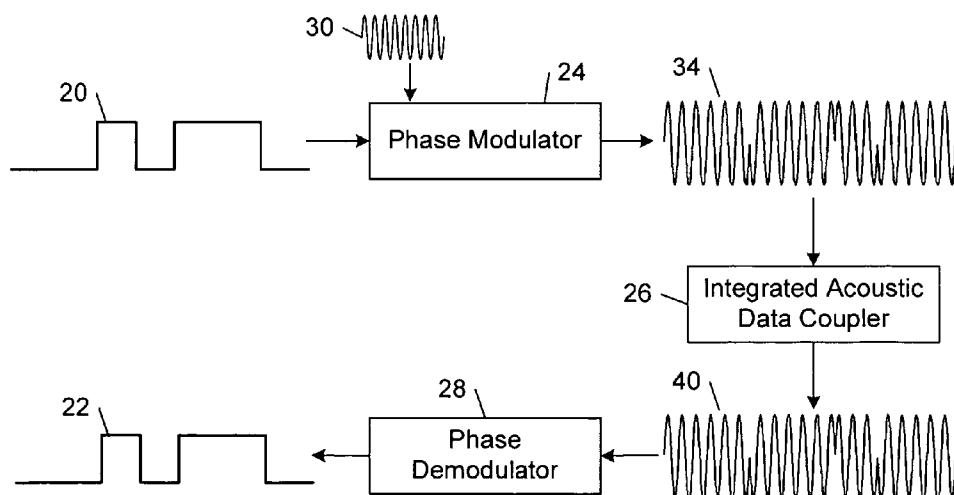 30
24
34
20
Phase Modulator
26
Integrated Acoustic
Data Coupler
28
40
22
Phase
Demodulator